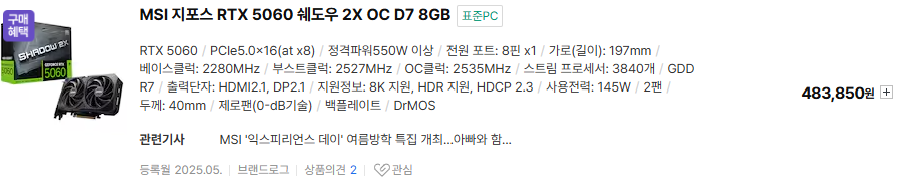 MSI 지포스 RTX 5060 쉐도우 2X OC D7 8GB 표준PC
구매
혜택
SHADOW 2X
GEFORCE RTX
5060
RTX 5060 / PCIe5.0×16(at x8) / 정격파워550W 이상 / 전원 포트: 8핀 x1 / 가로(길이): 197mm /
베이스클럭: 2280MHz / 부스트클럭: 2527MHz / OC클럭: 2535MHz / 스트림 프로세서: 3840개 / GDD
R7 / 출력단자: HDMI2.1, DP2.1 / 지원정보: 8K 지원, HDR 지원, HDCP 2.3 / 사용전력: 145W / 2팬 /
두께: 40mm / 제로팬(0-dB기술) / 백플레이트 / DrMOS
483,850원
관련기사 MSI '익스피리언스 데이' 여름방학 특집 개최...아빠와 함...
등록월 2025.05. 브랜드로그 상품의견 2 관심